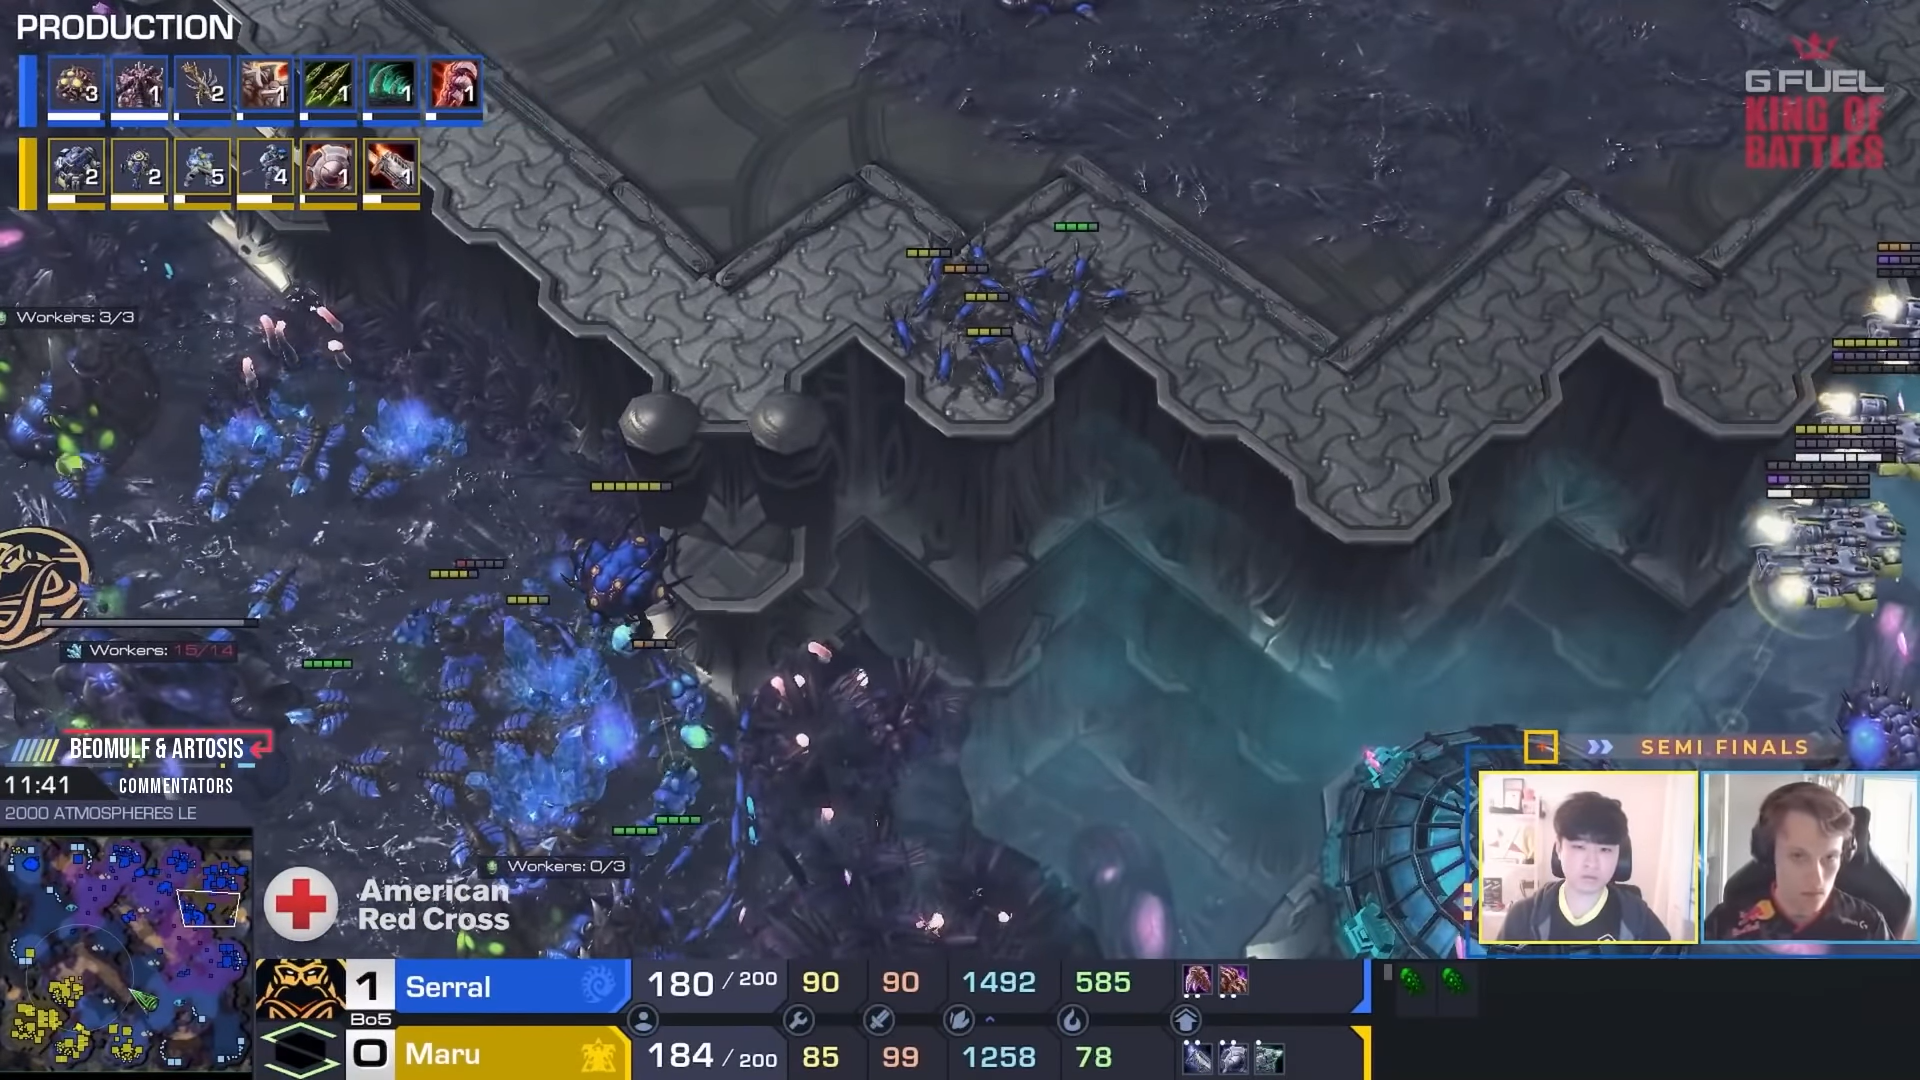 PRODUCTION
3 1 2 1 1 1 1
2 2 5 4 1 1
G FUEL
KING OF
BATTLES
Workers: 3/3
Workers: 15/14
BEOMULF & ARTOSIS
11:41 COMMENTATORS
2000 ATMOSPHERES LE
Workers: 0/3
American
Red Cross
SEMI FINALS
1 Serral 180 / 200 90 90 1492 585
Bo5
0 Maru 184 / 200 85 99 1258 78